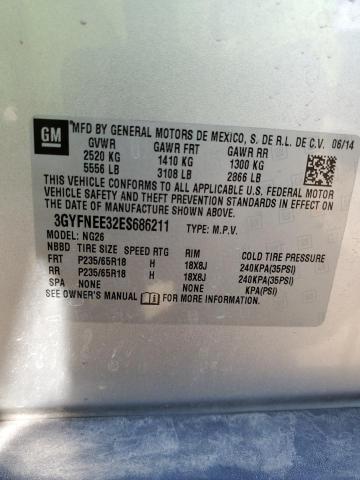 GM
*MFD BY GENERAL MOTORS DE MEXICO, S. DE R.L. DE C.V. 06/14
GVWR GAWR FRT GAWR RR
2520 KG 1410 KG 1300 KG
5556 LB 3108 LB 2866 LB
THIS VEHICLE CONFORMS TO ALL APPLICABLE U.S. FEDERAL MOTOR
VEHICLE SAFETY AND THEFT PREVENTION STANDARDS IN EFFECT ON
THE DATE OF MANUFACTURE SHOWN ABOVE.
3GYFNEE32ES686211 TYPE: M.P.V.
MODEL: NG26
NBBD TIRE SIZE SPEED RTG RIM COLD TIRE PRESSURE
FRT P235/65R18 H 18X8J 240KPA(35PSI)
RR P235/65R18 H 18X8J 240KPA(35PSI)
SPA NONE NONE KPA(PSI)
SEE OWNER'S MANUAL FOR MORE INFORMATION.